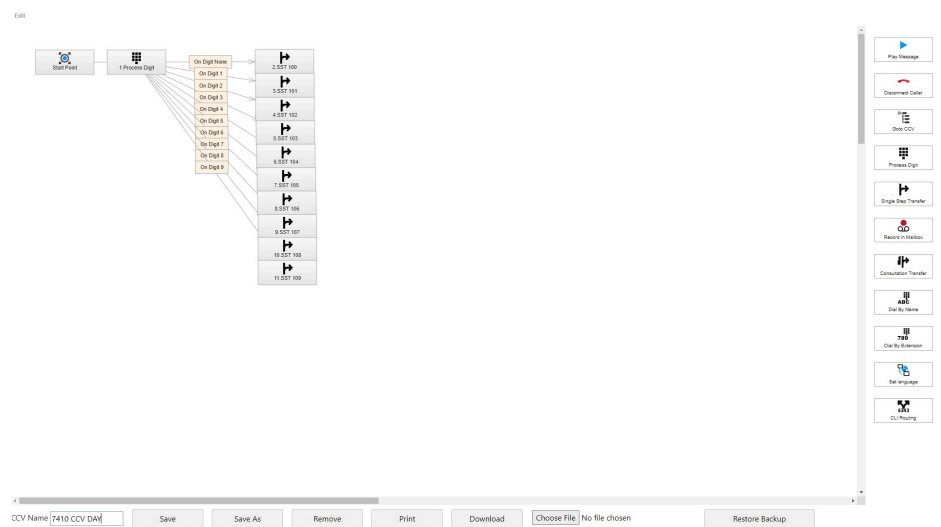 Edit
Start Point
1.Process Digit
On Digit None
On Digit 1
On Digit 2
On Digit 3
On Digit 4
On Digit 5
On Digit 6
On Digit 7
On Digit 8
On Digit 9
2.SST 100
3.SST 101
4.SST 102
5.SST 103
6.SST 104
7.SST 105
8.SST 106
9.SST 107
10.SST 108
11.SST 109
Play Message
Disconnect Caller
Goto CCV
Process Digit
Single Step Transfer
Record in Mailbox
Consultation Transfer
ABC
Dial By Name
789
Dial By Extension
Set language
5343
CLI Routing
CCV Name 7410 CCV DAY Save Save As Remove Print Download Choose File No file chosen Restore Backup